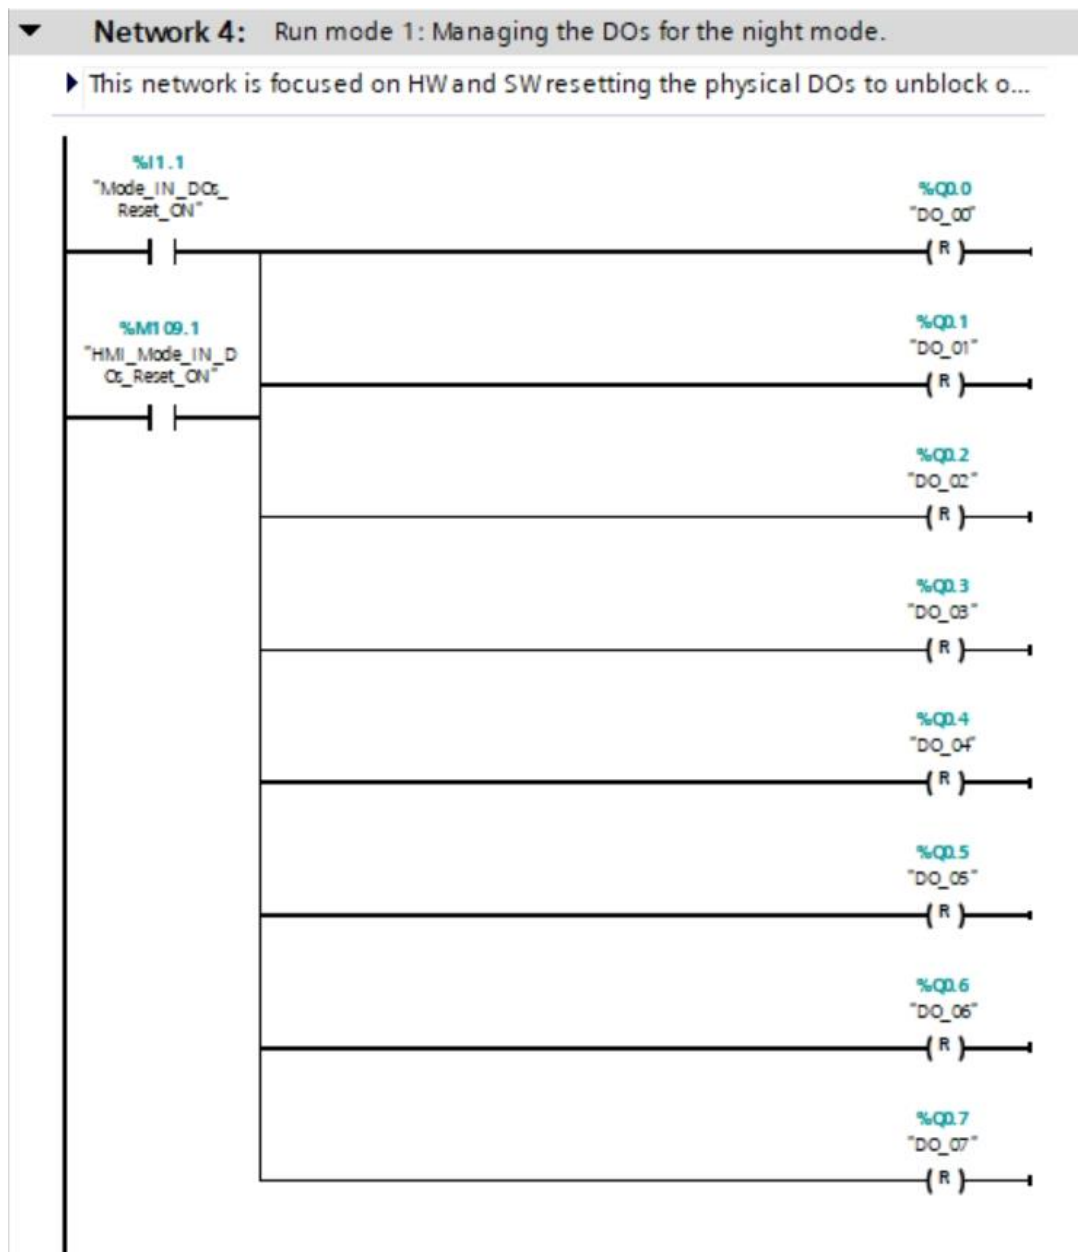 Network 4: Run mode 1: Managing the DOs for the night mode.
This network is focused on HW and SW resetting the physical DOs to unblock o...
%I1.1
"Mode_IN_DOs_
Reset_ON"
%Q0.0
"DO_00"
( R )
%M109.1
"HMI_Mode_IN_D
Os_Reset_ON"
%Q0.1
"DO_01"
( R )
%Q0.2
"DO_02"
( R )
%Q0.3
"DO_03"
( R )
%Q0.4
"DO_04"
( R )
%Q0.5
"DO_05"
( R )
%Q0.6
"DO_06"
( R )
%Q0.7
"DO_07"
( R )